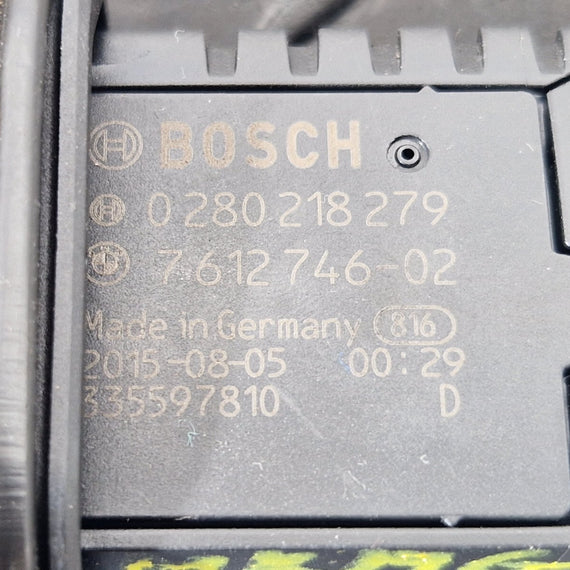 BOSCH
0 280 218 279
7 612 746-02
Made in Germany 816
2015-08-05 00:29
335597810 D